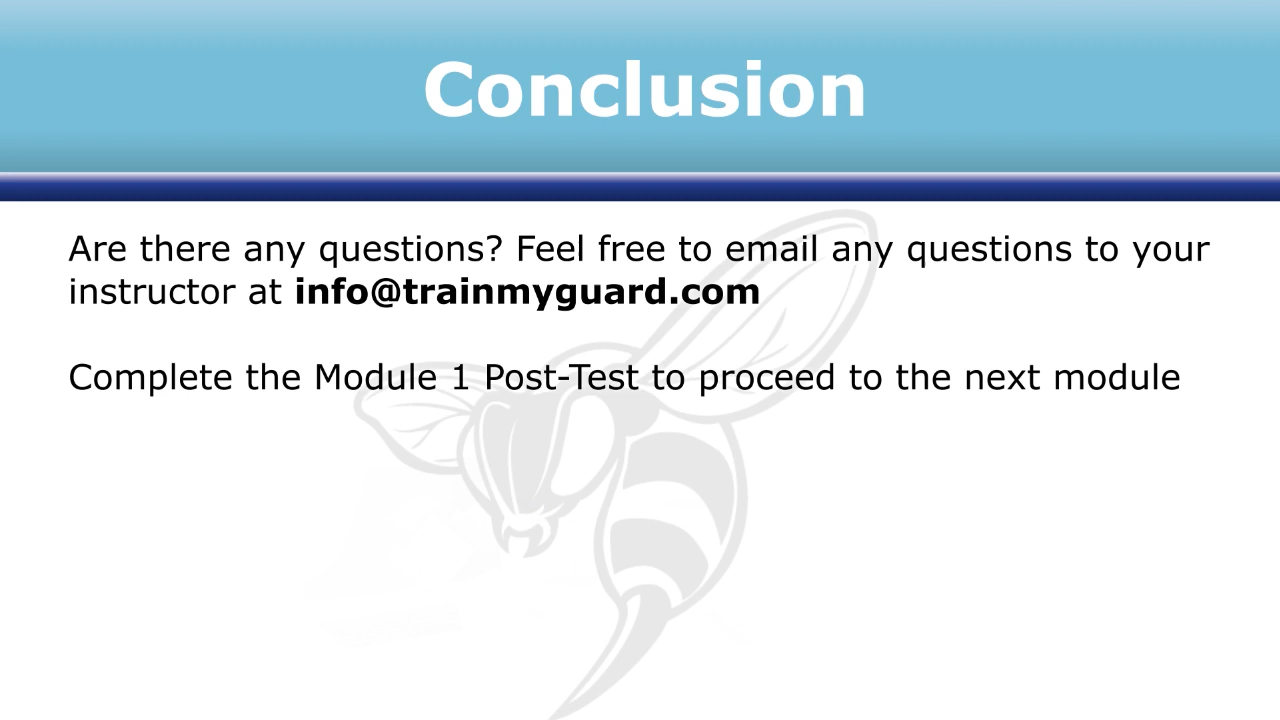 Conclusion
Are there any questions? Feel free to email any questions to your
instructor at info@trainmyguard.com
Complete the Module 1 Post-Test to proceed to the next module